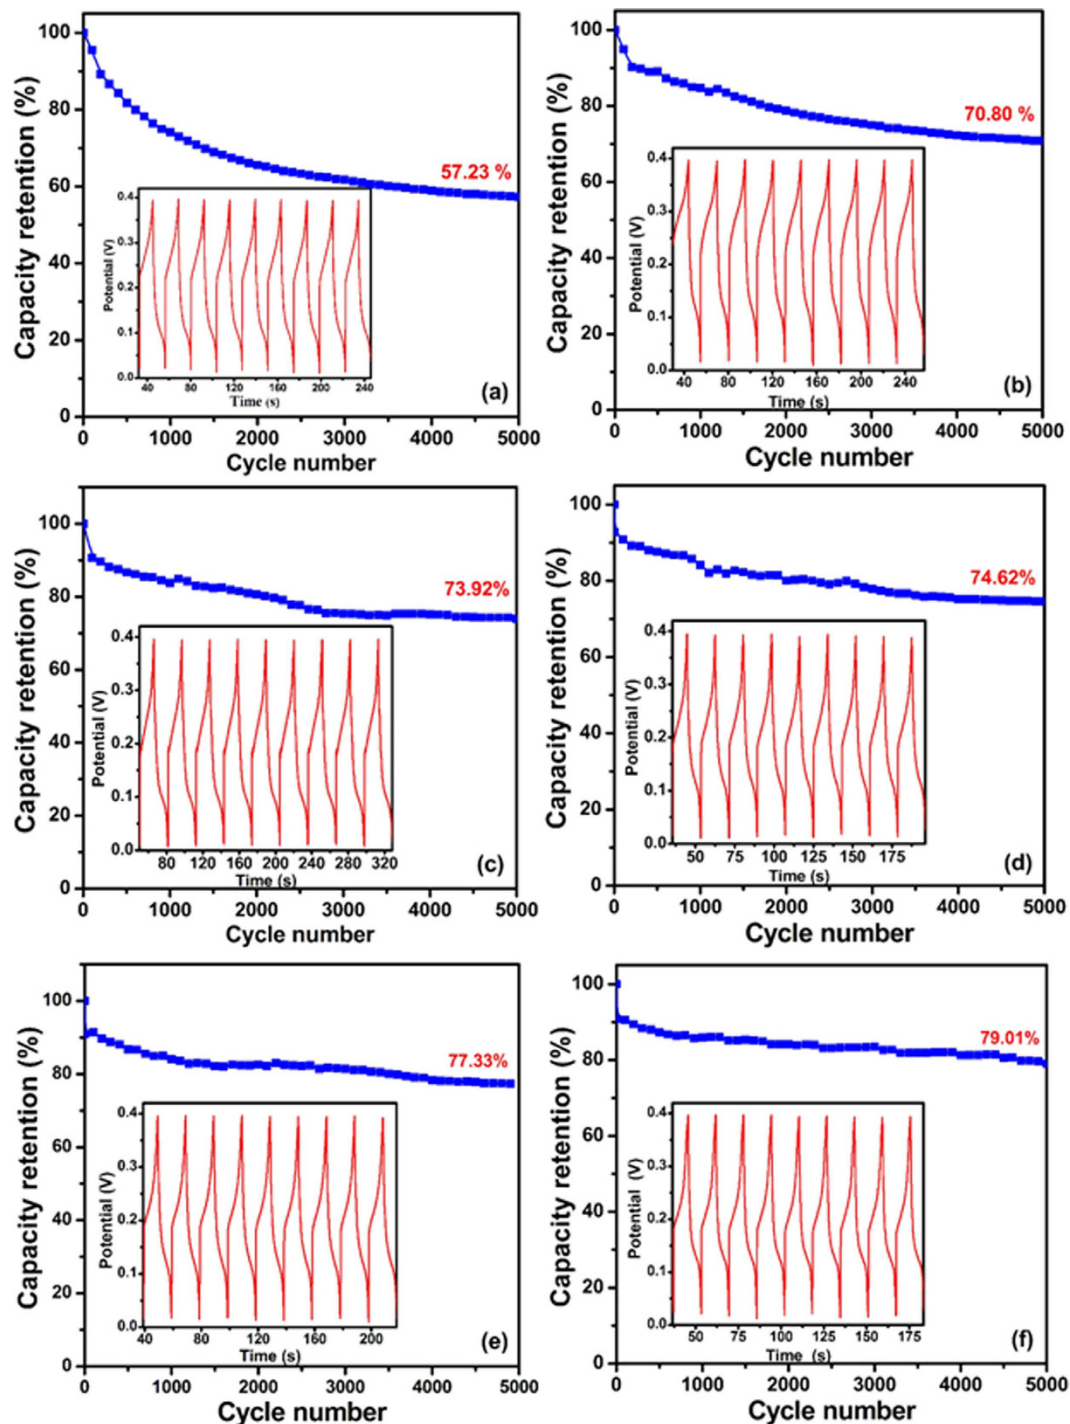 Capacity retention (%)
100
80
60
40
20
0
57.23 %
Potential (V)
0.4
0.3
0.2
0.1
0.0
40 80 120 160 200 240
Time (s)
(a)
0 1000 2000 3000 4000 5000
Cycle number
Capacity retention (%)
100
80
60
40
20
0
70.80 %
Potential (V)
0.4
0.3
0.2
0.1
0.0
40 80 120 160 200 240
Time (s)
(b)
0 1000 2000 3000 4000 5000
Cycle number
Capacity retention (%)
100
80
60
40
20
0
73.92%
Potential (V)
0.4
0.3
0.2
0.1
0.0
80 120 160 200 240 280 320
Time (s)
(c)
0 1000 2000 3000 4000 5000
Cycle number
Capacity retention (%)
100
80
60
40
20
0
74.62%
Potential (V)
0.4
0.3
0.2
0.1
0.0
50 75 100 125 150 175
Time (s)
(d)
0 1000 2000 3000 4000 5000
Cycle number
Capacity retention (%)
100
80
60
40
20
0
77.33%
Potential (V)
0.4
0.3
0.2
0.1
0.0
40 80 120 160 200
Time (s)
(e)
0 1000 2000 3000 4000 5000
Cycle number
Capacity retention (%)
100
80
60
40
20
0
79.01%
Potential (V)
0.4
0.3
0.2
0.1
0.0
50 75 100 125 150 175
Time (s)
(f)
0 1000 2000 3000 4000 5000
Cycle number